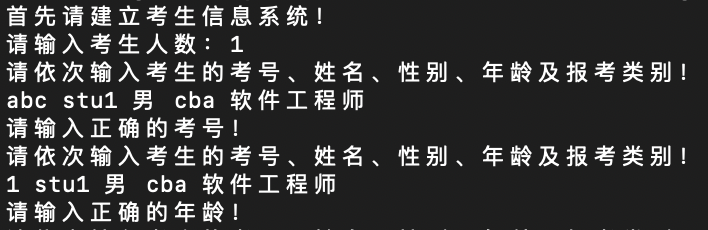 首先请建立考生信息系统！
请输入考生人数：1
请依次输入考生的考号、姓名、性别、年龄及报考类别！
abc stu1 男 cba 软件工程师
请输入正确的考号！
请依次输入考生的考号、姓名、性别、年龄及报考类别！
1 stu1 男 cba 软件工程师
请输入正确的年龄！